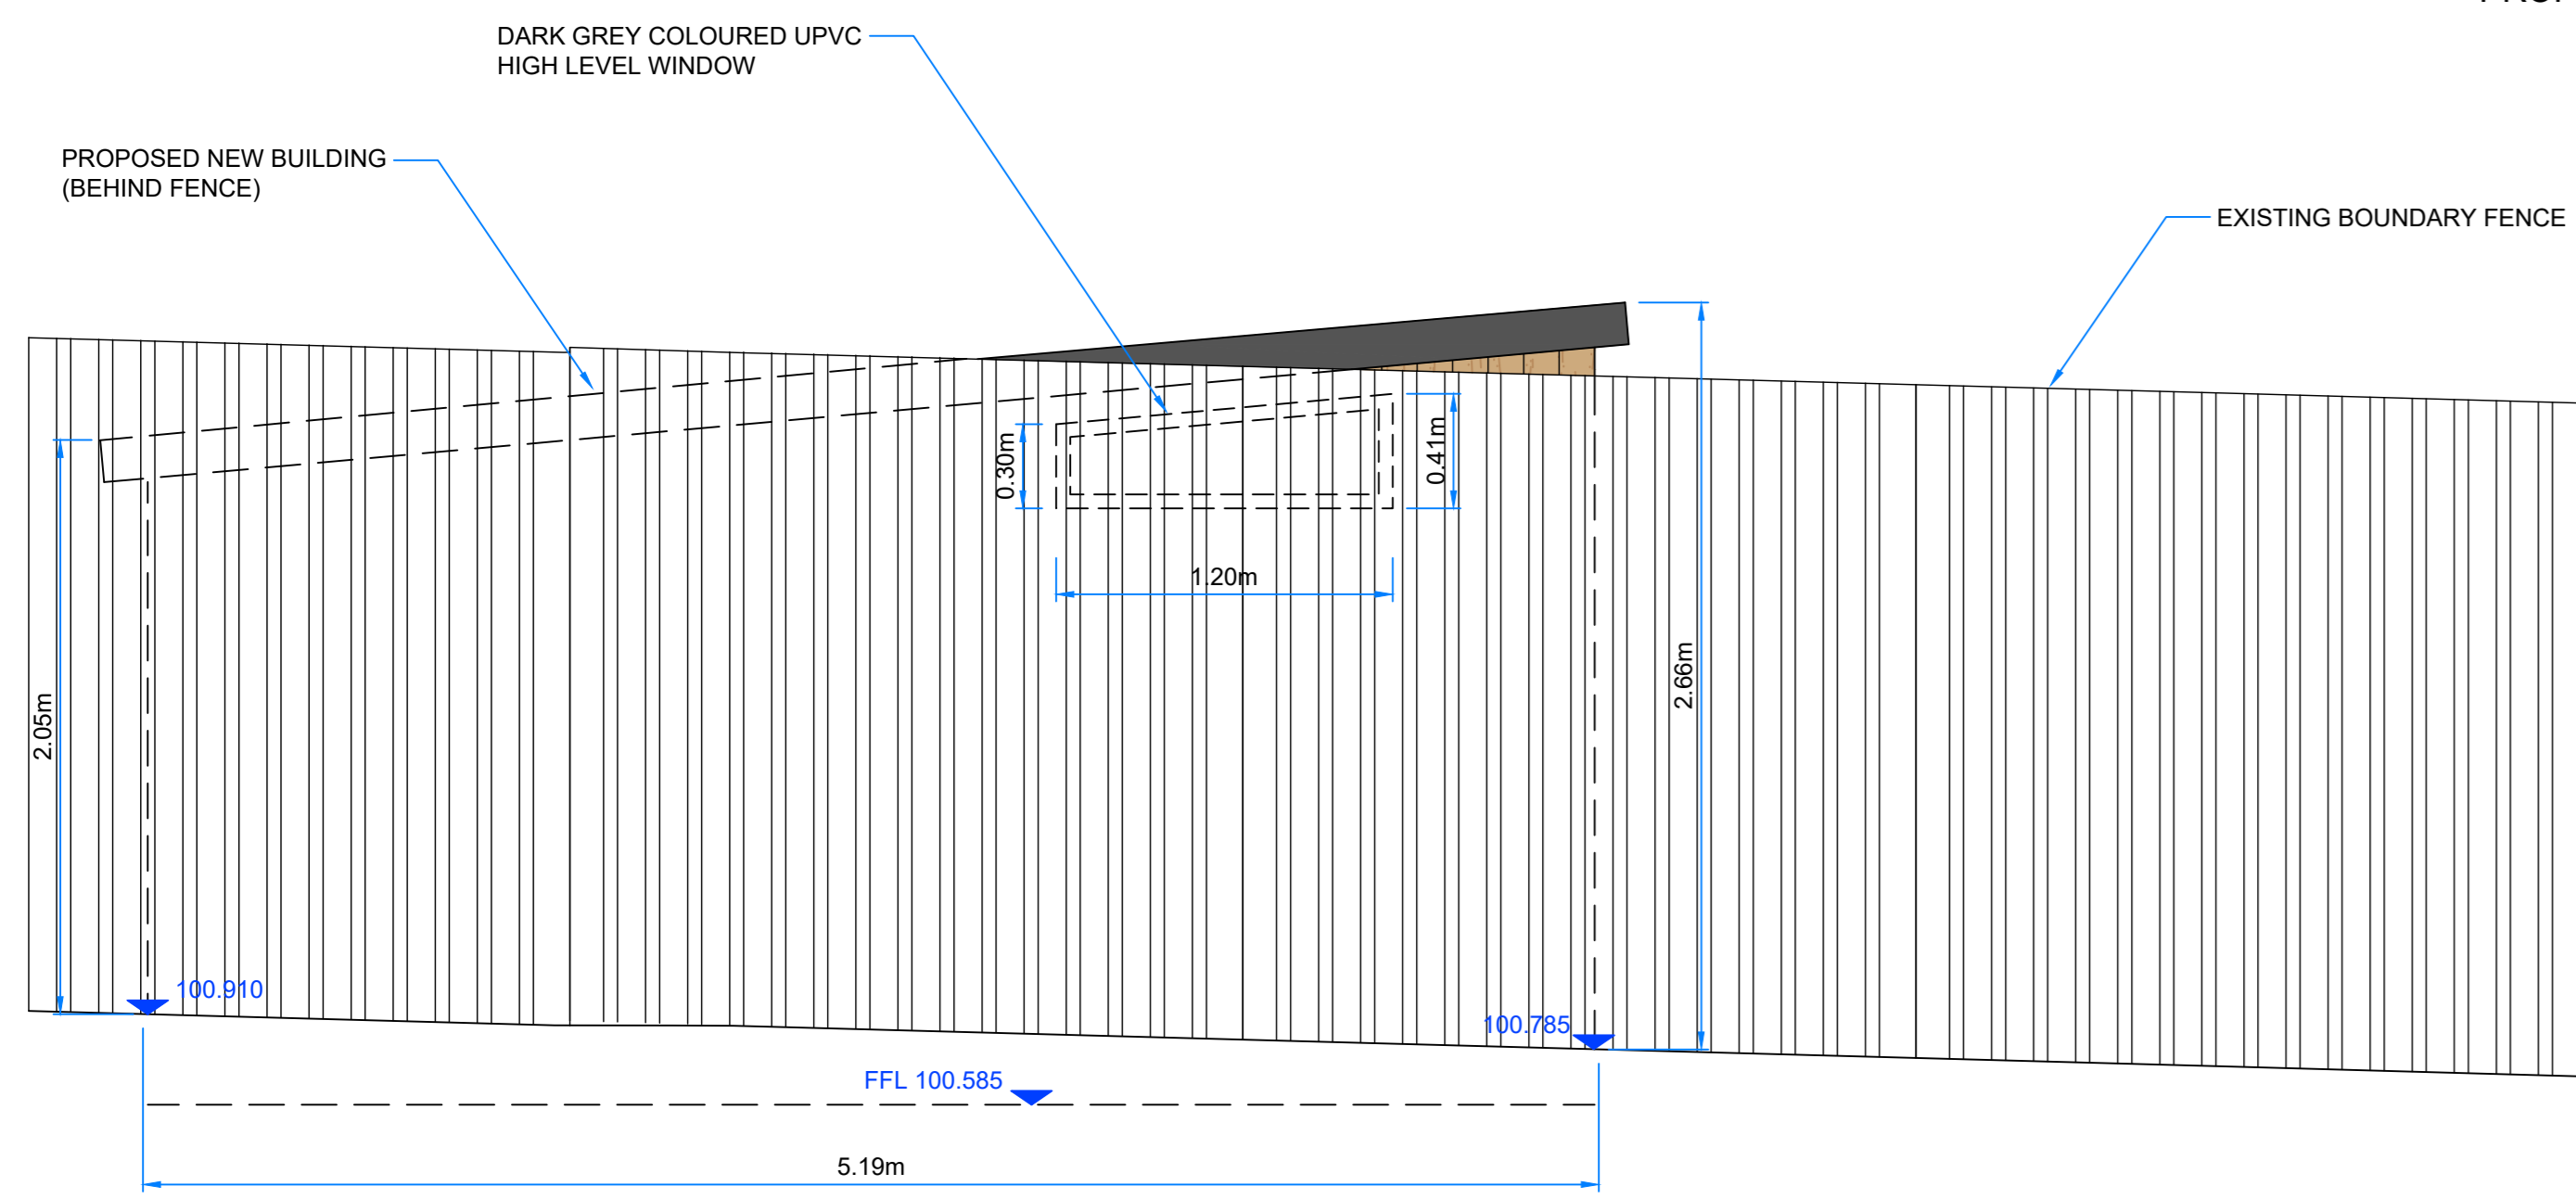 DARK GREY COLOURED UPVC
HIGH LEVEL WINDOW
PROPOSED NEW BUILDING
(BEHIND FENCE)
EXISTING BOUNDARY FENCE
0.30m
0.41m
1.20m
2.05m
2.66m
100.910
100.785
FFL 100.585
5.19m